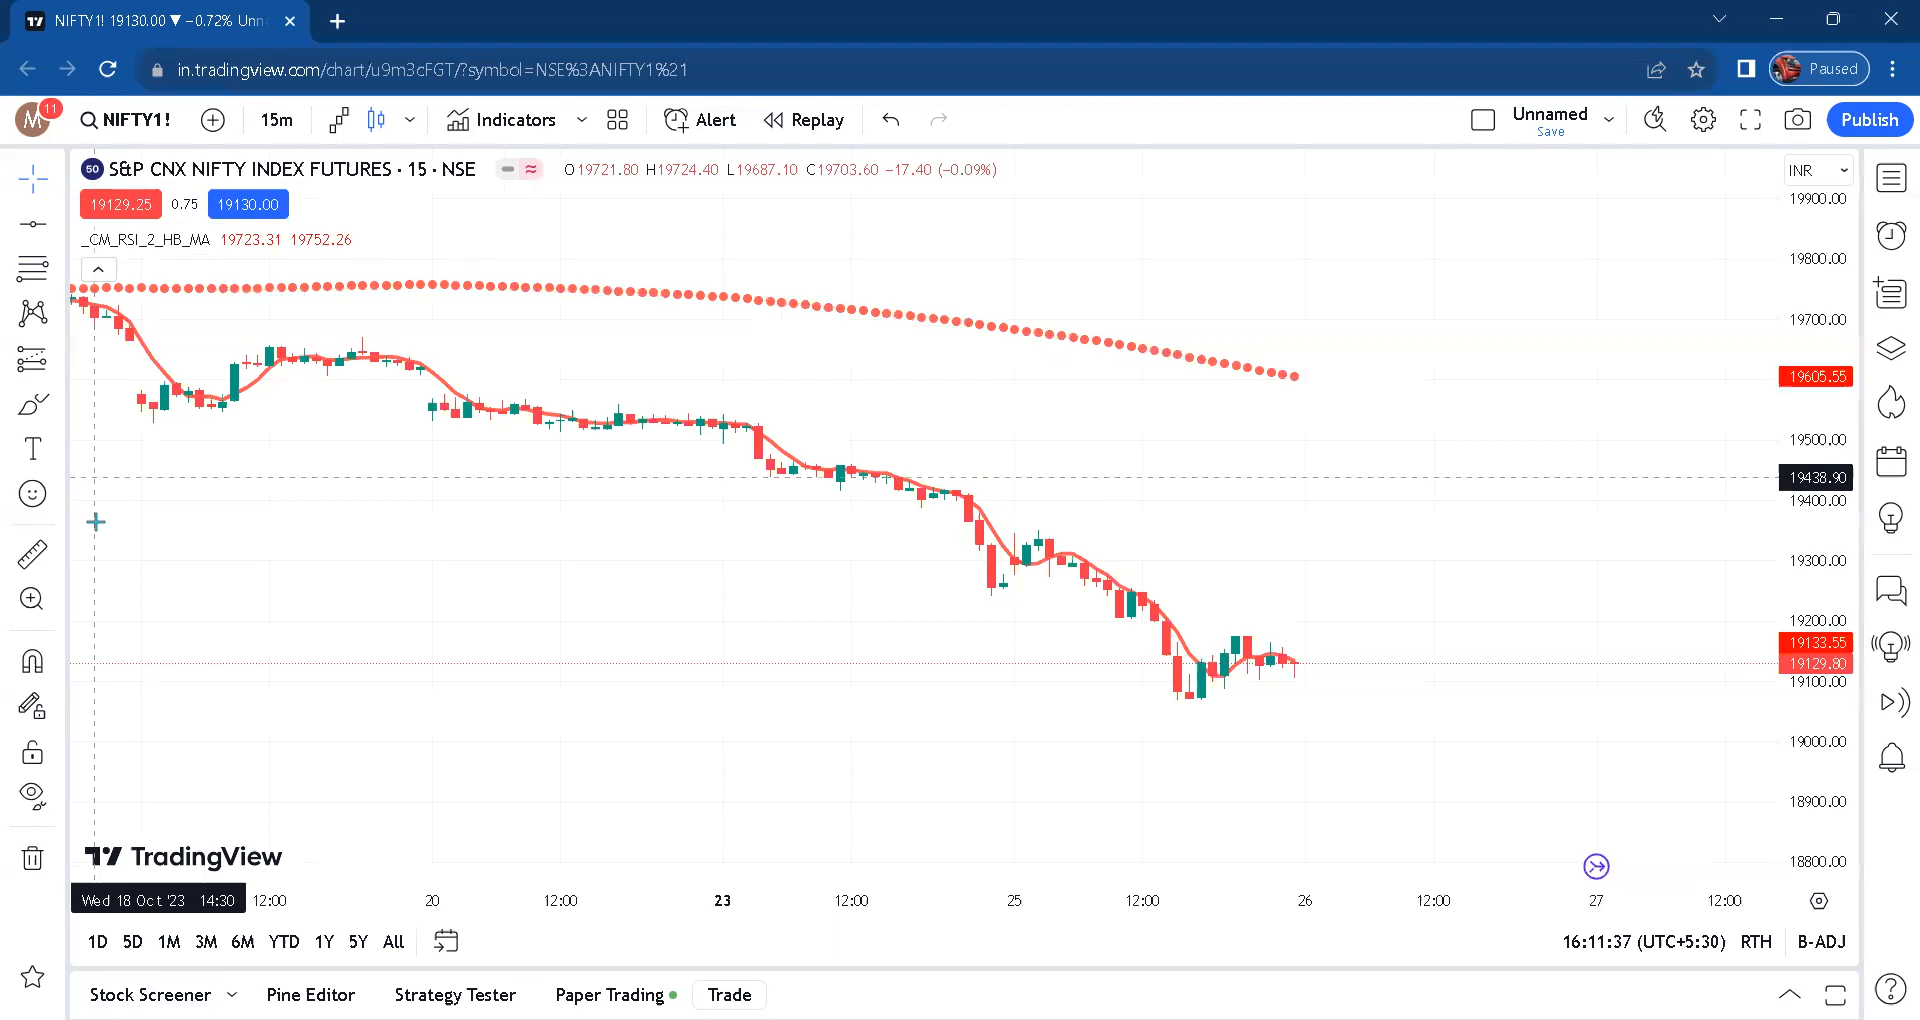 NIFTY1! 19130.00 ▼ −0.72% Unn
in.tradingview.com/chart/u9m3cFGT/?symbol=NSE%3ANIFTY1%21
Paused
M
11
NIFTY1!
15m
Indicators
Alert
Replay
Unnamed
Save
Publish
50
S&P CNX NIFTY INDEX FUTURES · 15 · NSE
O19721.80 H19724.40 L19687.10 C19703.60 −17.40 (−0.09%)
INR
19129.25 0.75 19130.00
_CM_RSI_2_HB_MA 19723.31 19752.26
19900.00
19800.00
19700.00
19605.55
19500.00
19438.90
19400.00
19300.00
19200.00
19133.55
19129.80
19100.00
19000.00
18900.00
18800.00
TradingView
Wed 18 Oct '23 14:30 12:00 20 12:00 23 12:00 25 12:00 26 12:00 27 12:00
1D 5D 1M 3M 6M YTD 1Y 5Y All
16:11:37 (UTC+5:30) RTH B-ADJ
Stock Screener Pine Editor Strategy Tester Paper Trading Trade